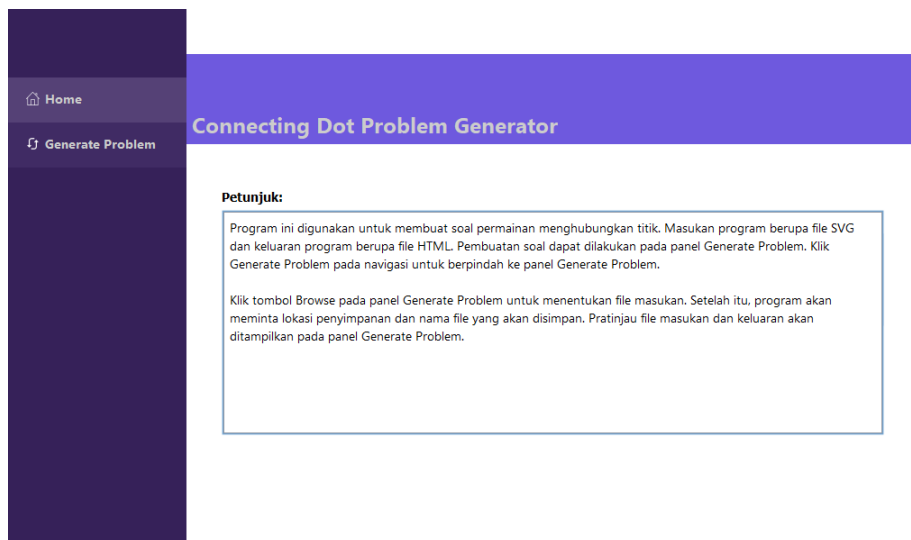 Home
Generate Problem
Connecting Dot Problem Generator
Petunjuk:
Program ini digunakan untuk membuat soal permainan menghubungkan titik. Masukan program berupa file SVG
dan keluaran program berupa file HTML. Pembuatan soal dapat dilakukan pada panel Generate Problem. Klik
Generate Problem pada navigasi untuk berpindah ke panel Generate Problem.
Klik tombol Browse pada panel Generate Problem untuk menentukan file masukan. Setelah itu, program akan
meminta lokasi penyimpanan dan nama file yang akan disimpan. Pratinjau file masukan dan keluaran akan
ditampilkan pada panel Generate Problem.